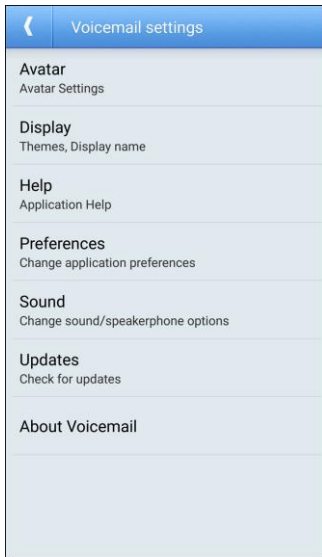 Voicemail settings
Avatar
Avatar Settings
Display
Themes, Display name
Help
Application Help
Preferences
Change application preferences
Sound
Change sound/speakerphone options
Updates
Check for updates
About Voicemail